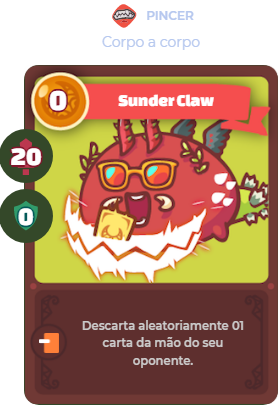 PINCER
Corpo a corpo
0
Sunder Claw
20
0
Descarta aleatoriamente 01
carta da mão do seu
oponente.